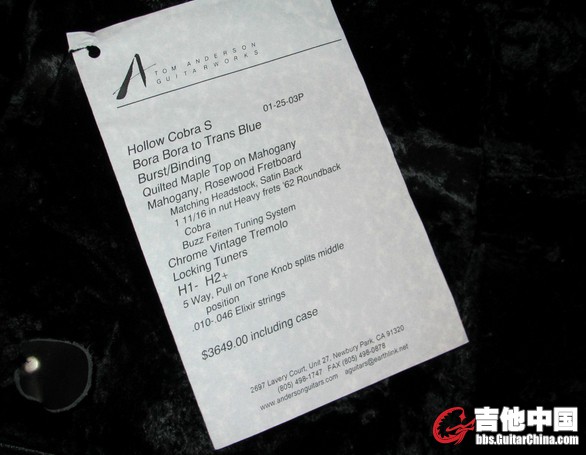 TOM ANDERSON
GUITARWORKS
01-25-03P
Hollow Cobra S
Bora Bora to Trans Blue
Burst/Binding
Quilted Maple Top on Mahogany
Mahogany, Rosewood Fretboard
Matching Headstock, Satin Back
1 11/16 in nut Heavy frets '62 Roundback
Cobra
Buzz Feiten Tuning System
Chrome Vintage Tremolo
Locking Tuners
H1- H2+
5 Way, Pull on Tone Knob splits middle
position
.010-.046 Elixir strings
$3649.00 including case
2697 Lavery Court, Unit 27, Newbury Park, CA 91320
(805) 498-1747 FAX (805) 498-0878
www.andersonguitars.com aguitars@earthlink.net
吉他中国
bbs.GuitarChina.com